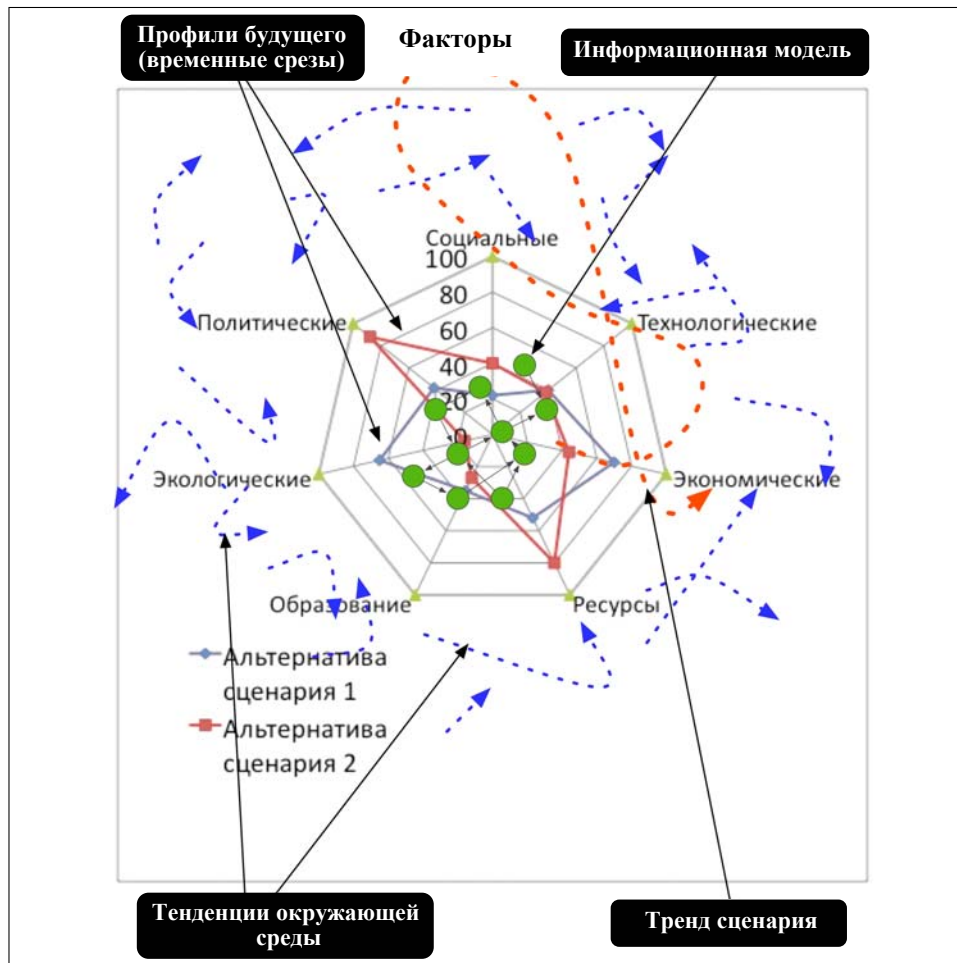 Профили будущего
(временные срезы)
Факторы
Информационная модель
Социальные
100
80
60
40
20
0
Политические
Технологические
Экологические
Экономические
Образование
Ресурсы
Альтернатива
сценария 1
Альтернатива
сценария 2
Тенденции окружающей
среды
Тренд сценария